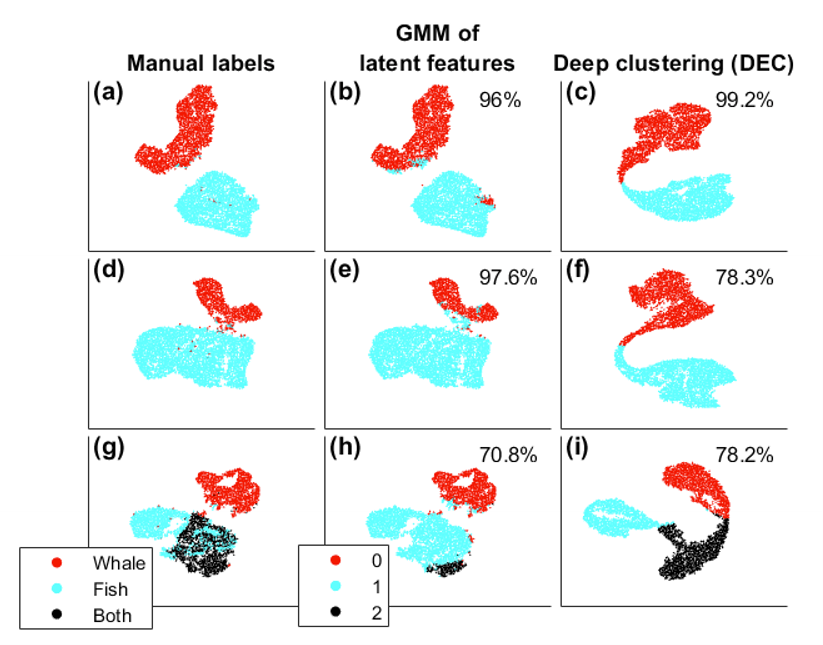 GMM of
Manual labels latent features Deep clustering (DEC)
(a) (b) 96% (c) 99.2%
(d) (e) 97.6% (f) 78.3%
(g) (h) 70.8% (i) 78.2%
Whale 0
Fish 1
Both 2